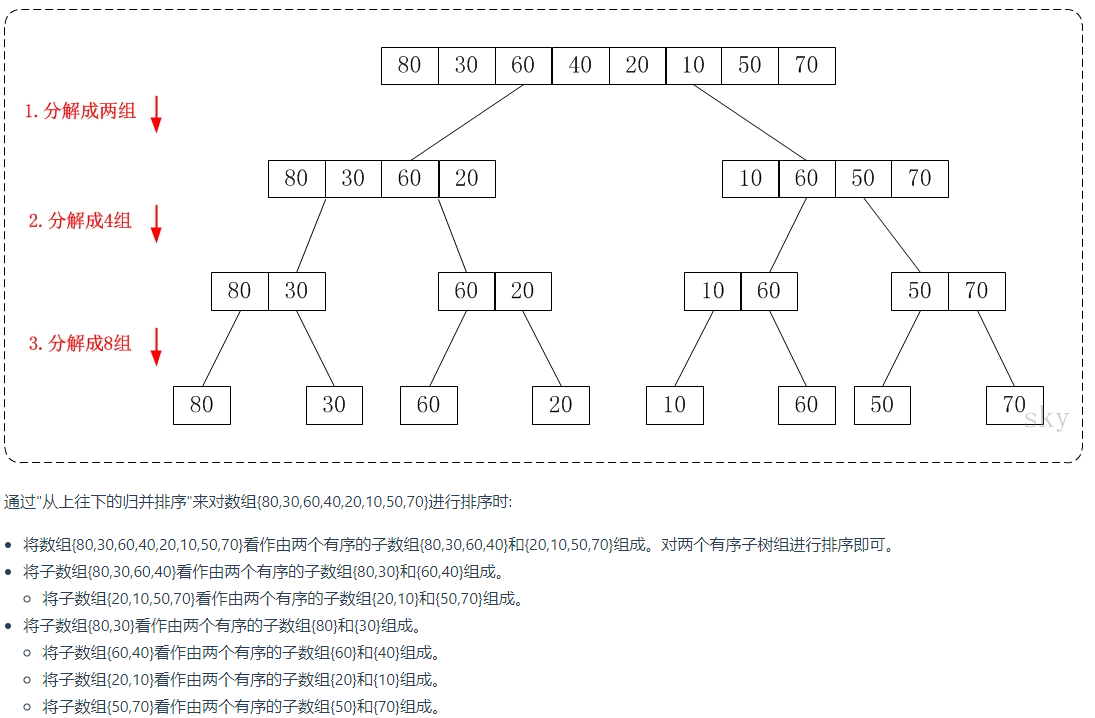 80 30 60 40 20 10 50 70
1. 分解成两组
80 30 60 20 10 60 50 70
2. 分解成4组
80 30 60 20 10 60 50 70
3. 分解成8组
80 30 60 20 10 60 50 70
sky
通过"从上往下的归并排序"来对数组{80,30,60,40,20,10,50,70}进行排序时:
将数组{80,30,60,40,20,10,50,70}看作由两个有序的子数组{80,30,60,40}和{20,10,50,70}组成。对两个有序子树组进行排序即可。
将子数组{80,30,60,40}看作由两个有序的子数组{80,30}和{60,40}组成。
将子数组{20,10,50,70}看作由两个有序的子数组{20,10}和{50,70}组成。
将子数组{80,30}看作由两个有序的子数组{80}和{30}组成。
将子数组{60,40}看作由两个有序的子数组{60}和{40}组成。
将子数组{20,10}看作由两个有序的子数组{20}和{10}组成。
将子数组{50,70}看作由两个有序的子数组{50}和{70}组成。